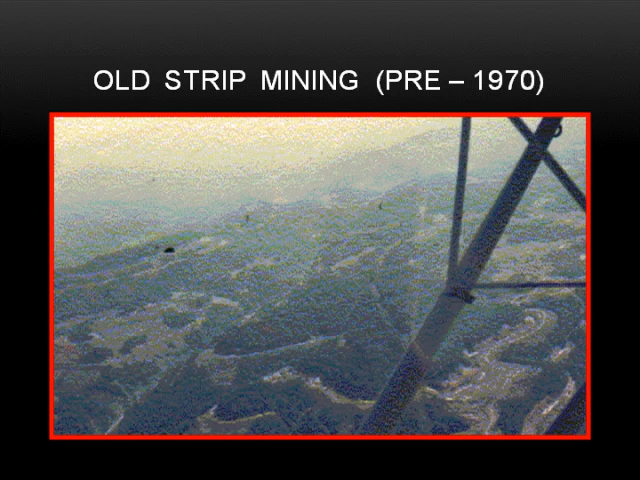 OLD STRIP MINING (PRE – 1970)